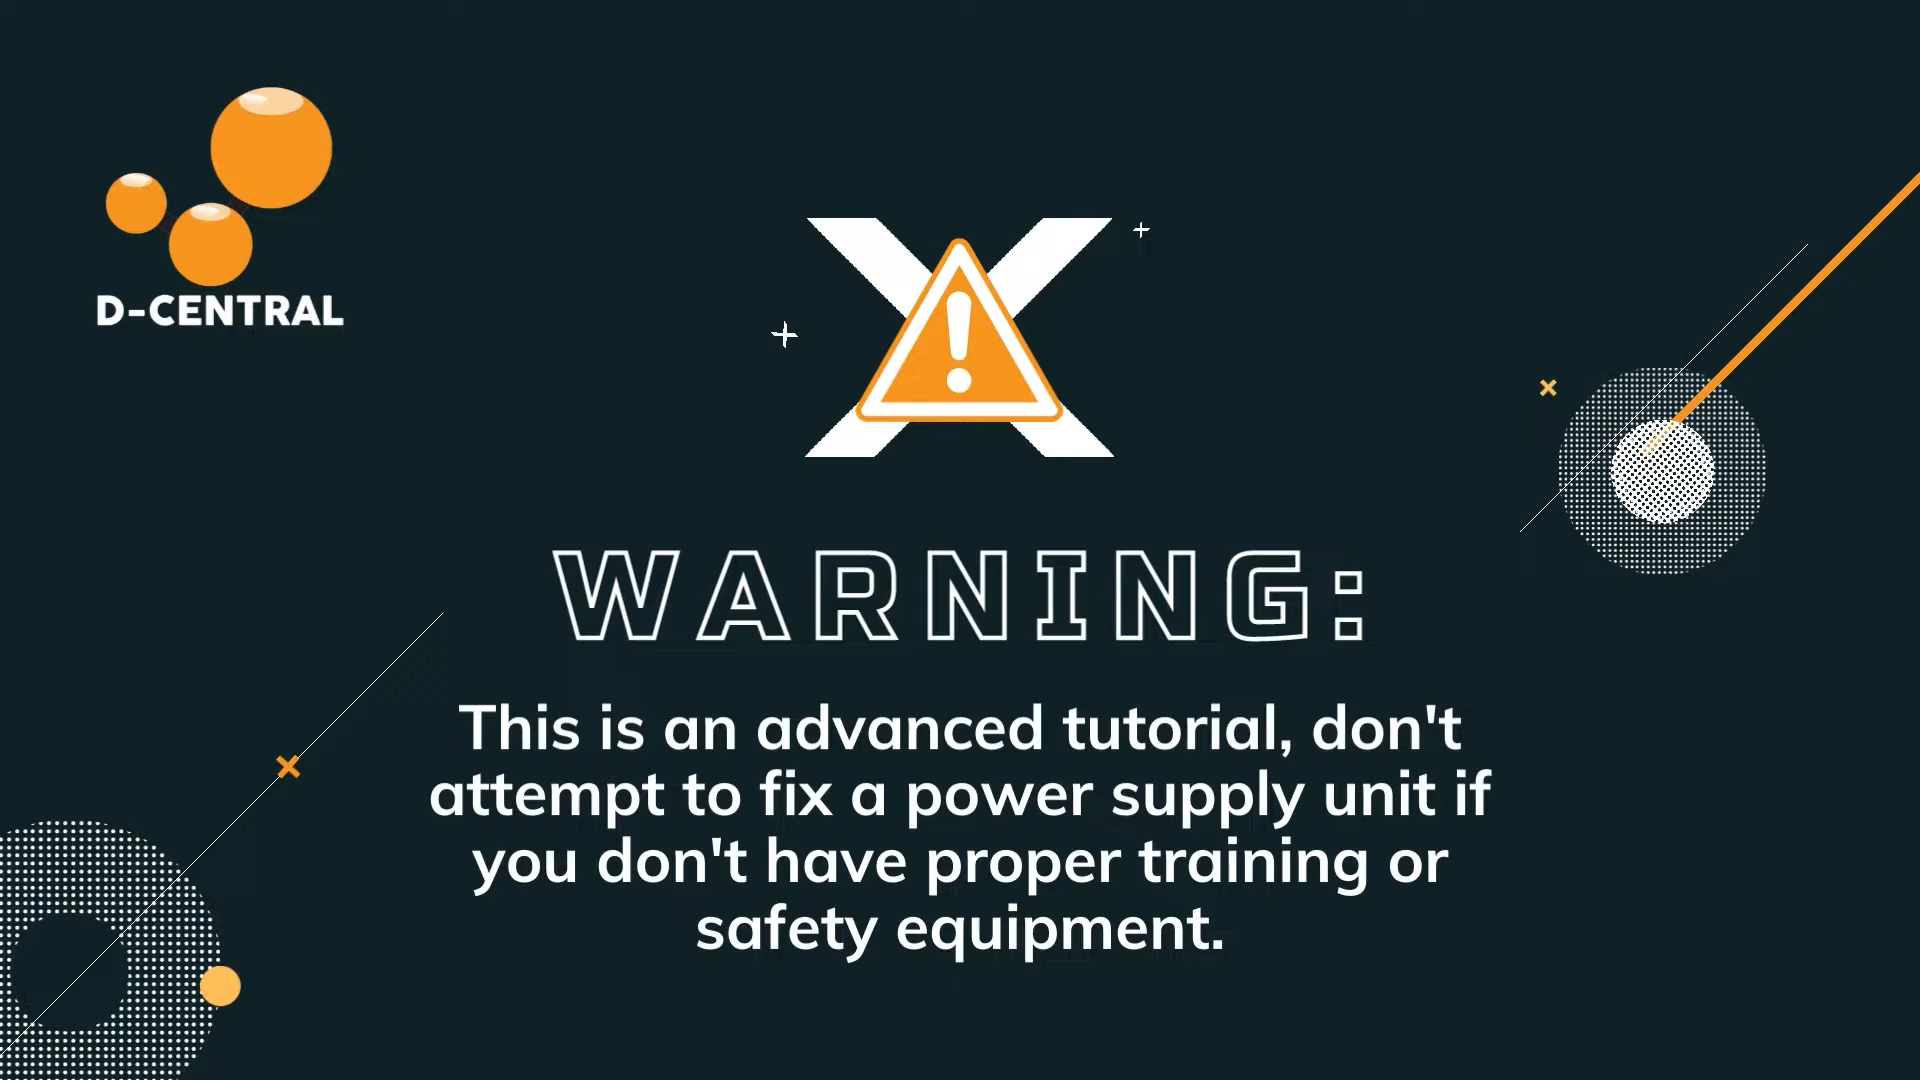 D-CENTRAL
WARNING:
This is an advanced tutorial, don't
attempt to fix a power supply unit if
you don't have proper training or
safety equipment.